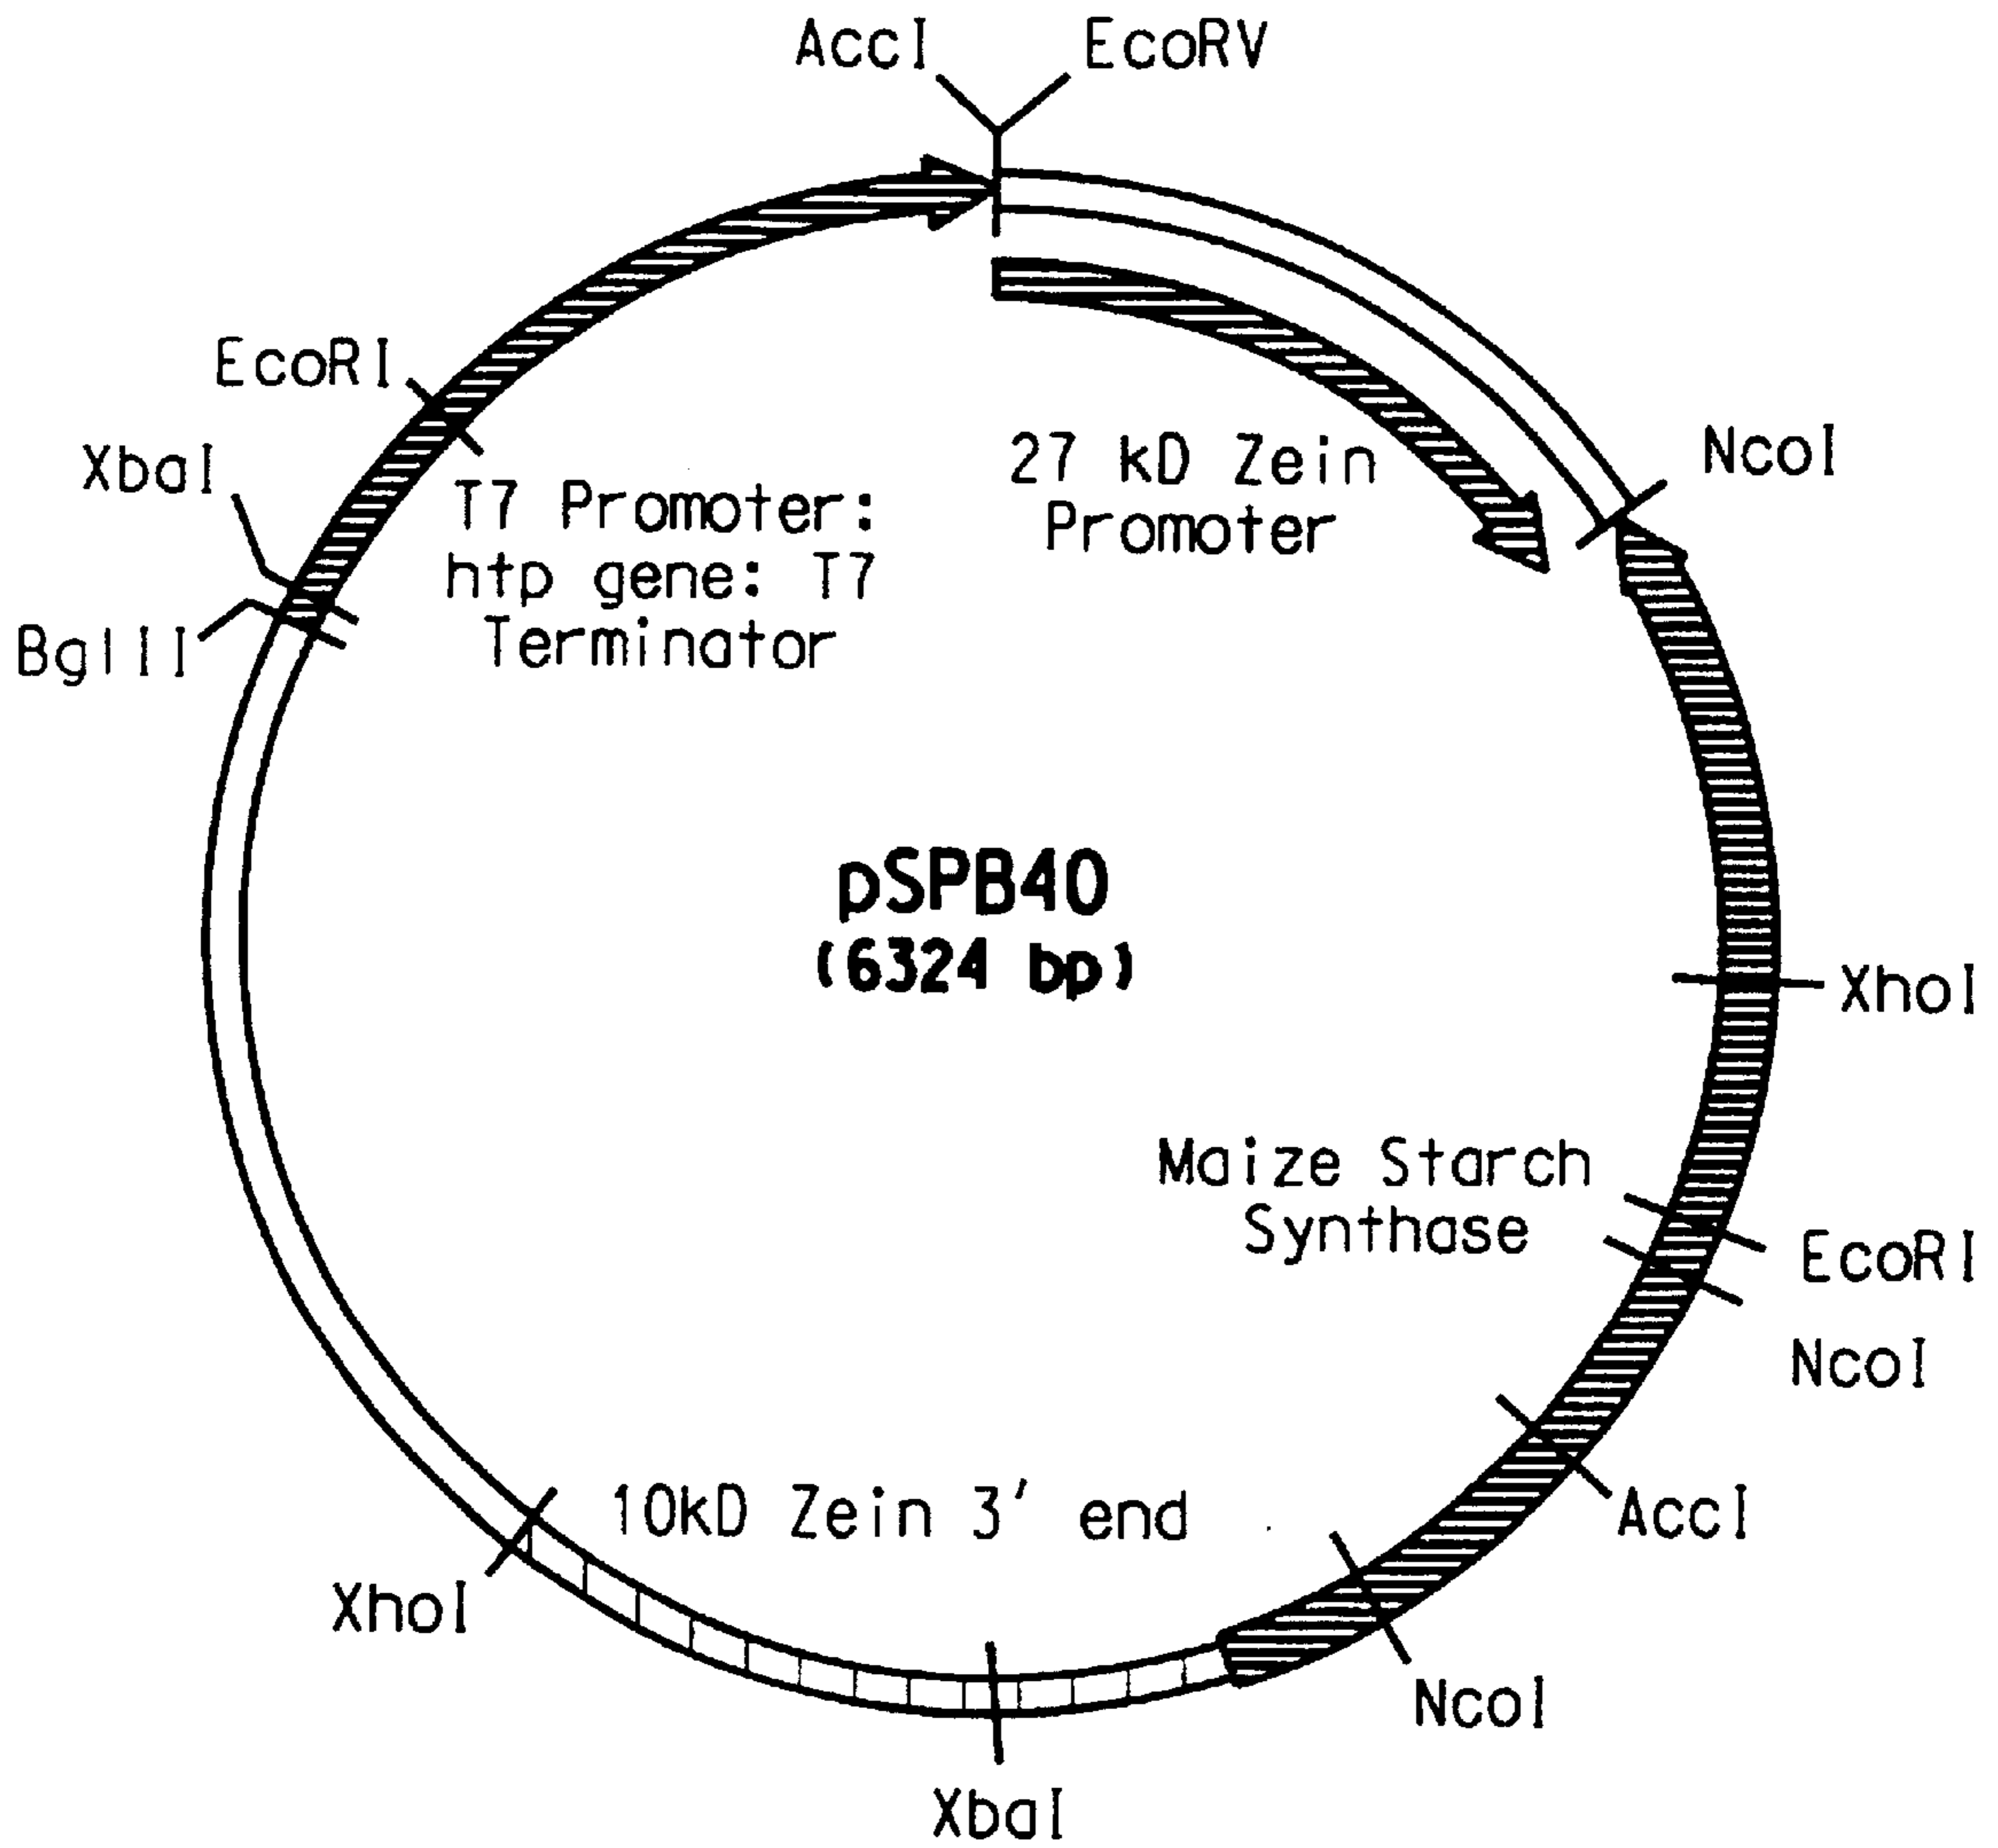 AccI
EcoRV
EcoRI
XbaI
BglII
NcoI
T7 Promoter:
htp gene: T7
Terminator
27 kD Zein
Promoter
pSPB40
(6324 bp)
XhoI
Maize Starch
Synthase
EcoRI
NcoI
AccI
10kD Zein 3' end
XhoI
NcoI
XbaI